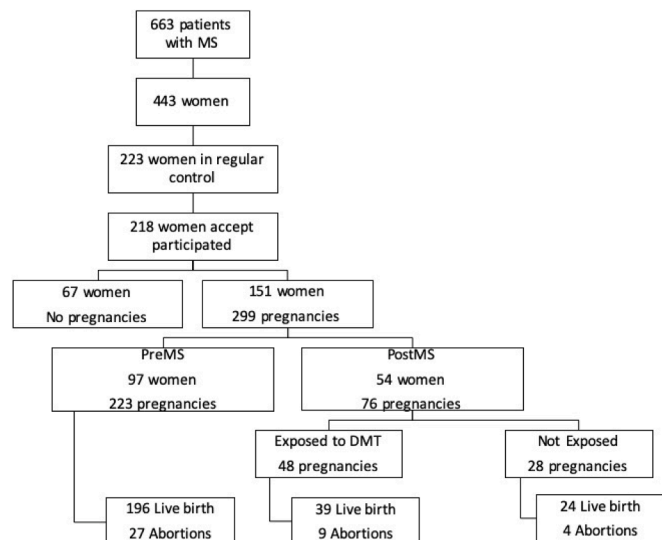 663 patients
with MS
443 women
223 women in regular
control
218 women accept
participated
67 women
No pregnancies
151 women
299 pregnancies
PreMS
97 women
223 pregnancies
PostMS
54 women
76 pregnancies
Exposed to DMT
48 pregnancies
Not Exposed
28 pregnancies
196 Live birth
27 Abortions
39 Live birth
9 Abortions
24 Live birth
4 Abortions